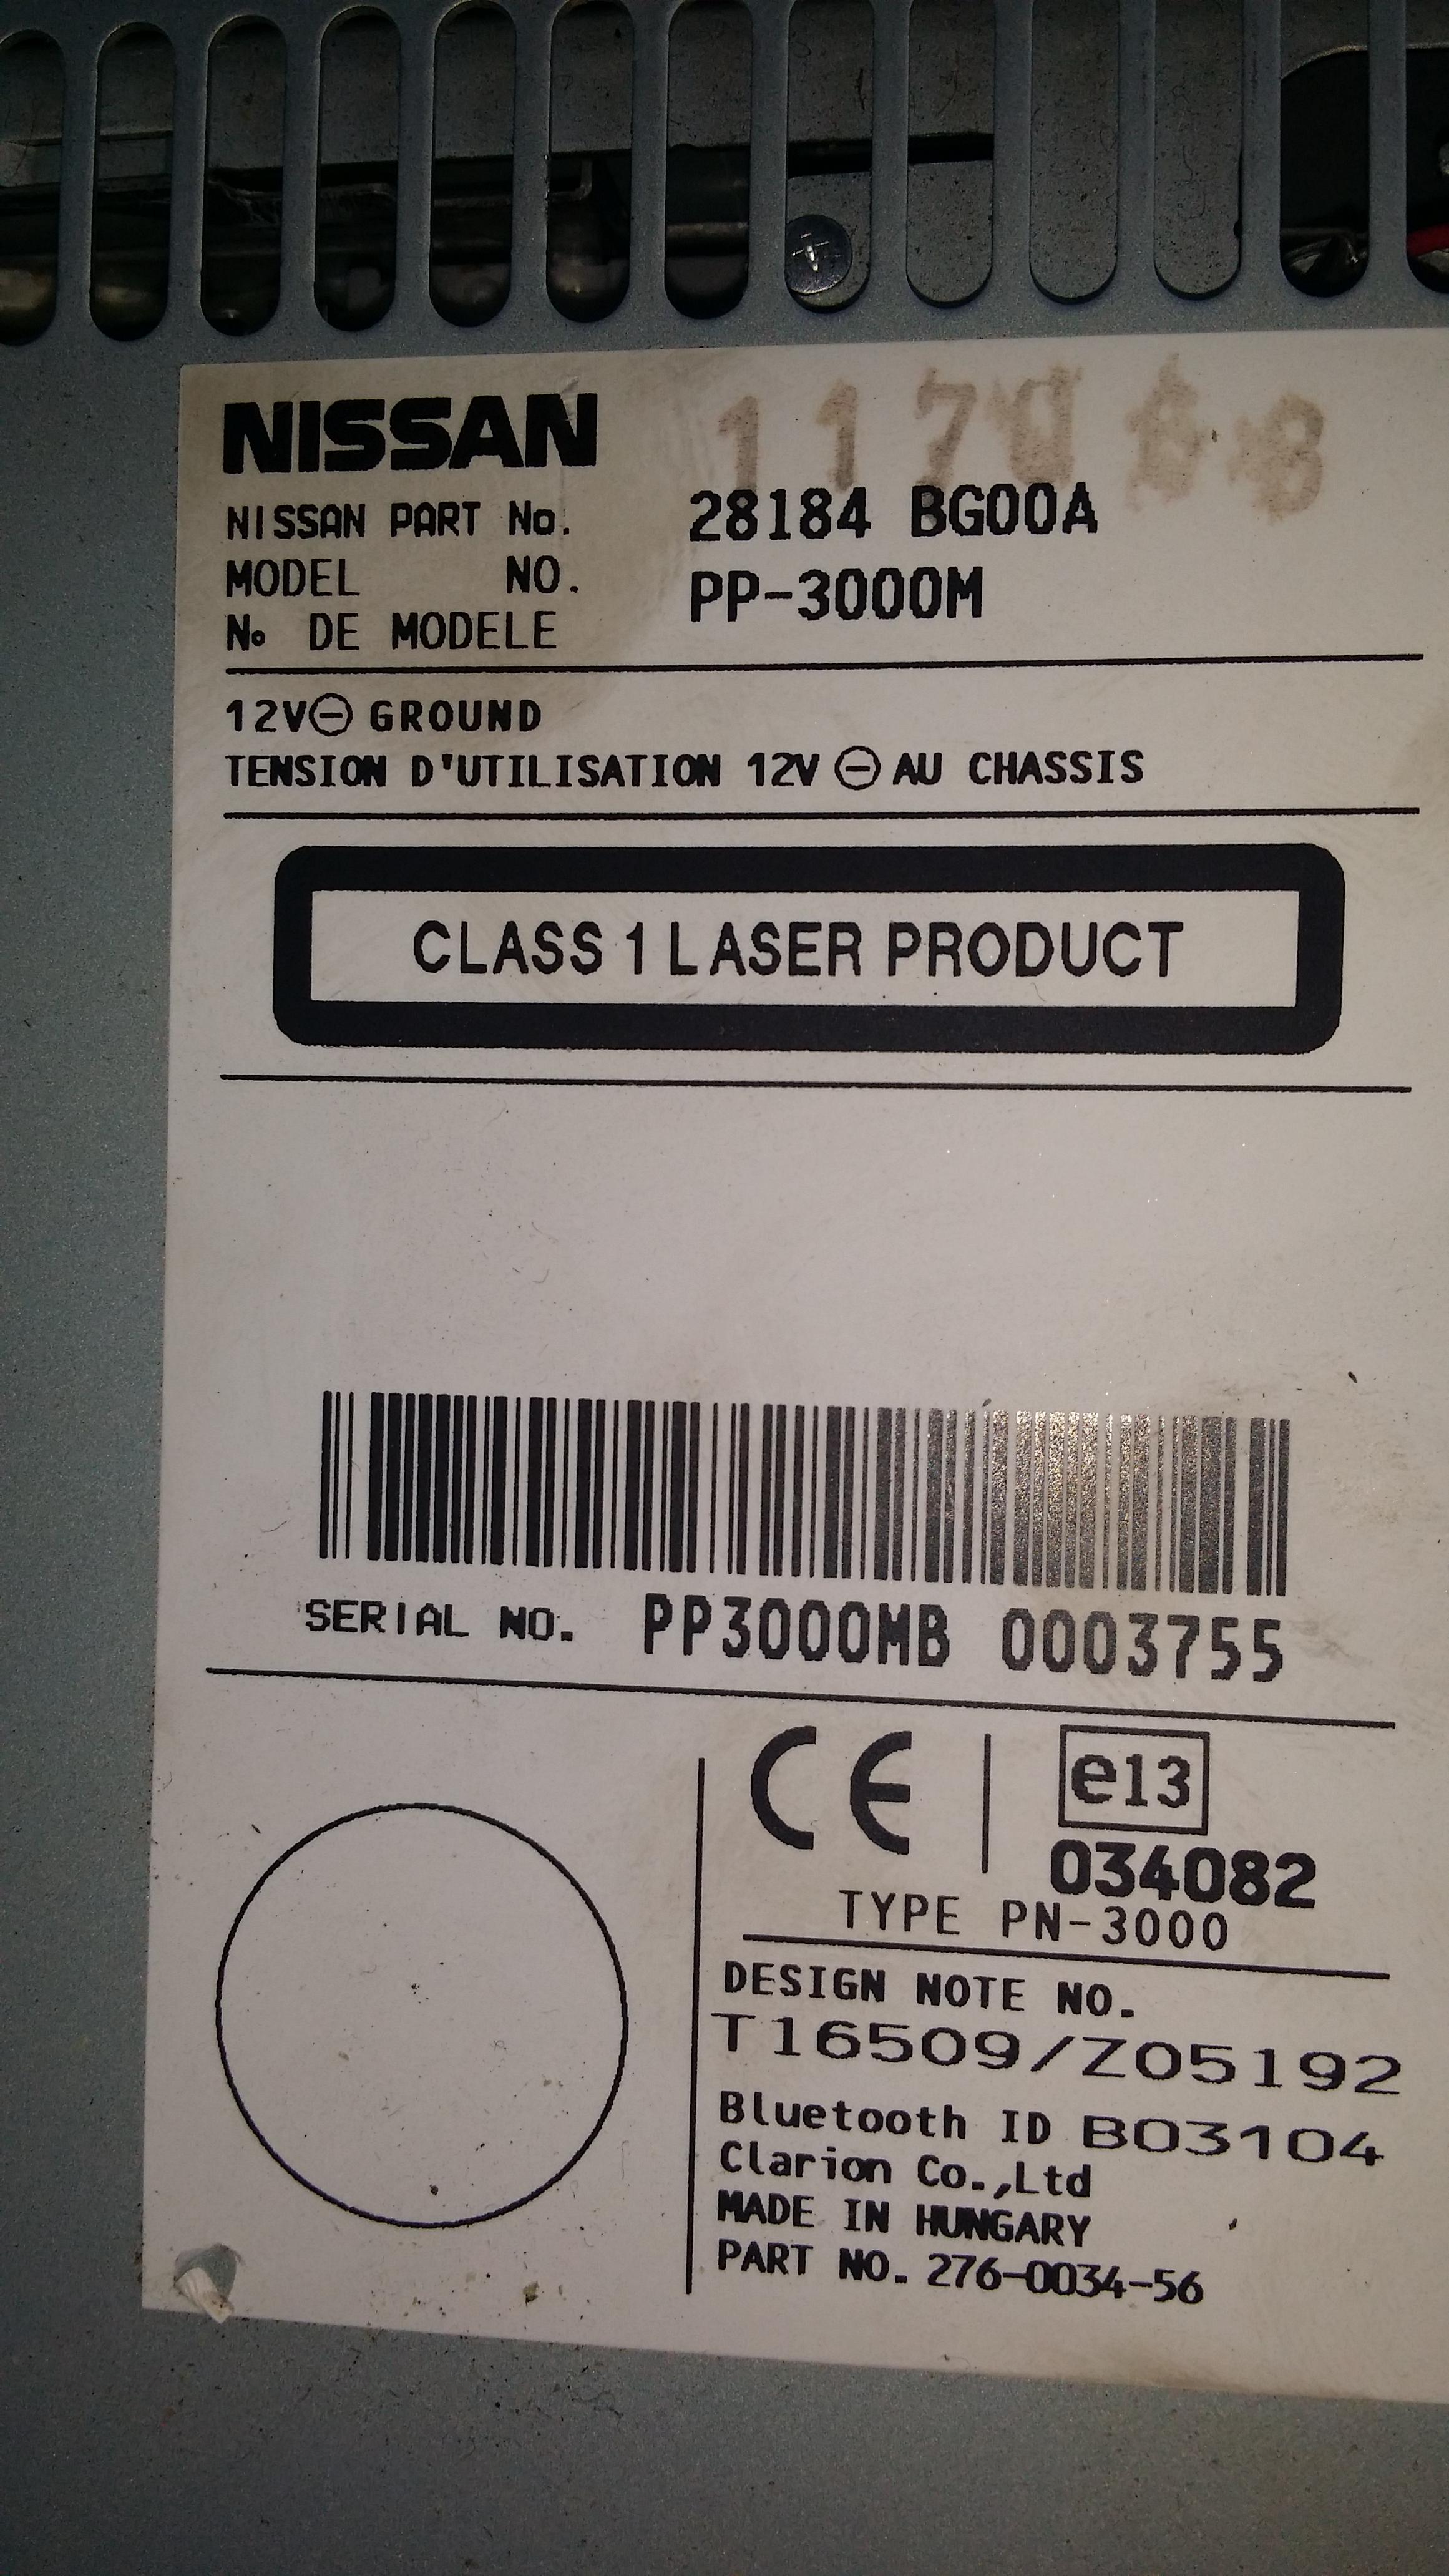 NISSAN
NISSAN PART No. 28184 BG00A
MODEL NO. PP-3000M
No DE MODELE
12V⊖ GROUND
TENSION D'UTILISATION 12V ⊖ AU CHASSIS
CLASS 1 LASER PRODUCT
SERIAL NO. PP3000MB 0003755
CE e13
034082
TYPE PN-3000
DESIGN NOTE NO.
T16509/Z05192
Bluetooth ID B03104
Clarion Co.,Ltd
MADE IN HUNGARY
PART NO. 276-0034-56